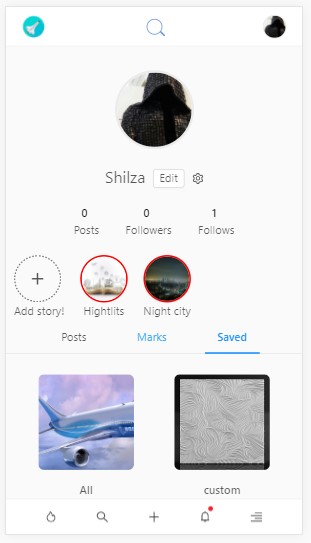 Shilza Edit
0 0 1
Posts Followers Follows
Add story! Hightlits Night city
Posts Marks Saved
All custom